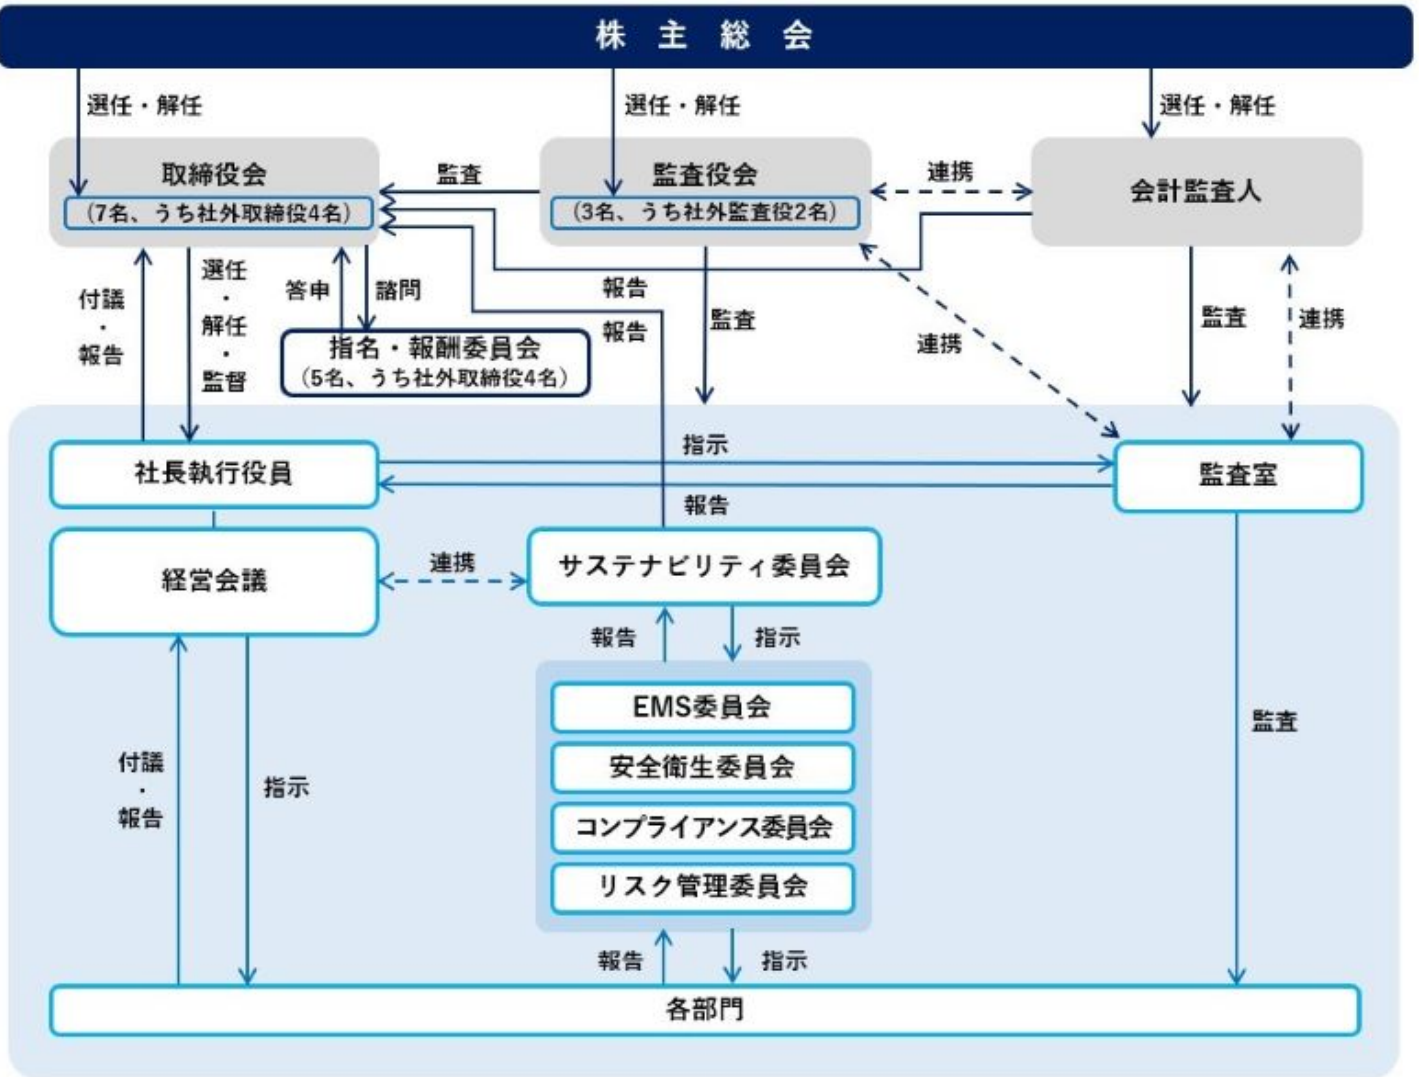 株主総会
選任・解任
選任・解任
選任・解任
取締役会
(7名、うち社外取締役4名)
監査
監査役会
(3名、うち社外監査役2名)
連携
会計監査人
付議
・
報告
選任
・
解任
・
監督
答申
諮問
報告
報告
監査
連携
監査
連携
指名・報酬委員会
(5名、うち社外取締役4名)
社長執行役員
指示
報告
監査室
経営会議
連携
サステナビリティ委員会
報告
指示
EMS委員会
安全衛生委員会
コンプライアンス委員会
リスク管理委員会
付議
・
報告
指示
監査
報告
指示
各部門